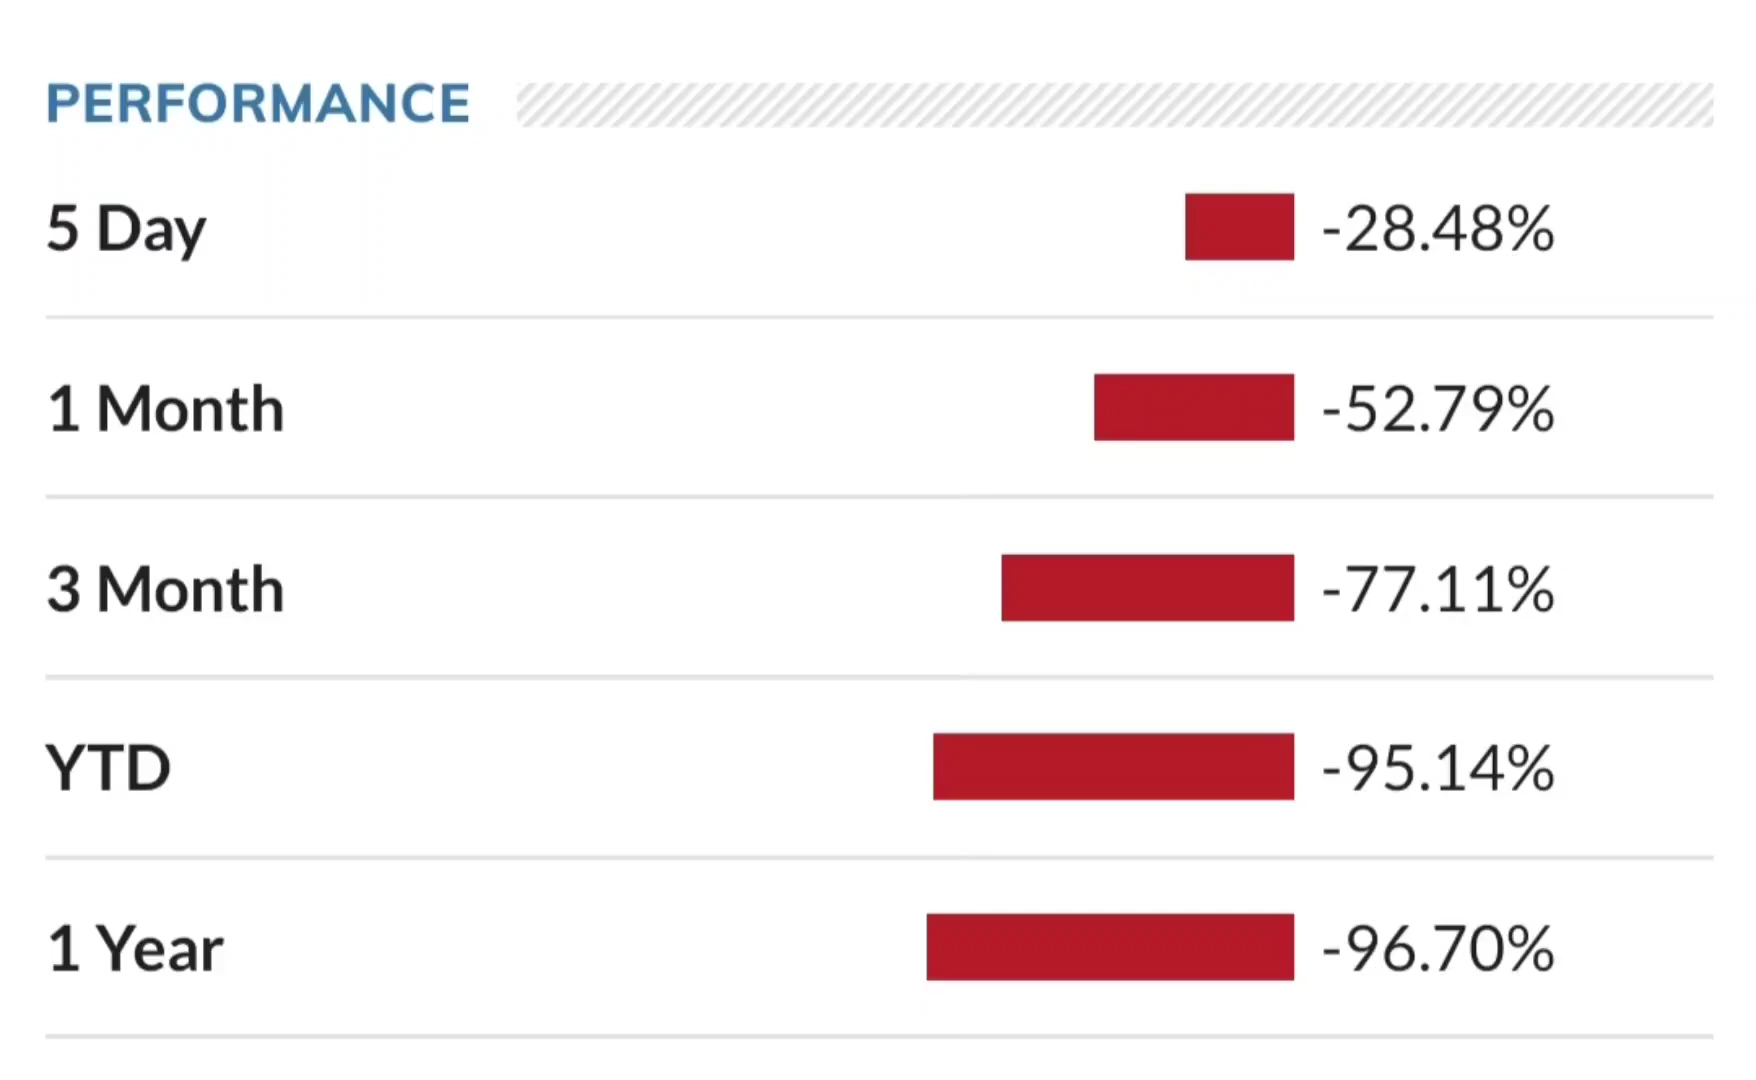 PERFORMANCE
5 Day -28.48%
1 Month -52.79%
3 Month -77.11%
YTD -95.14%
1 Year -96.70%